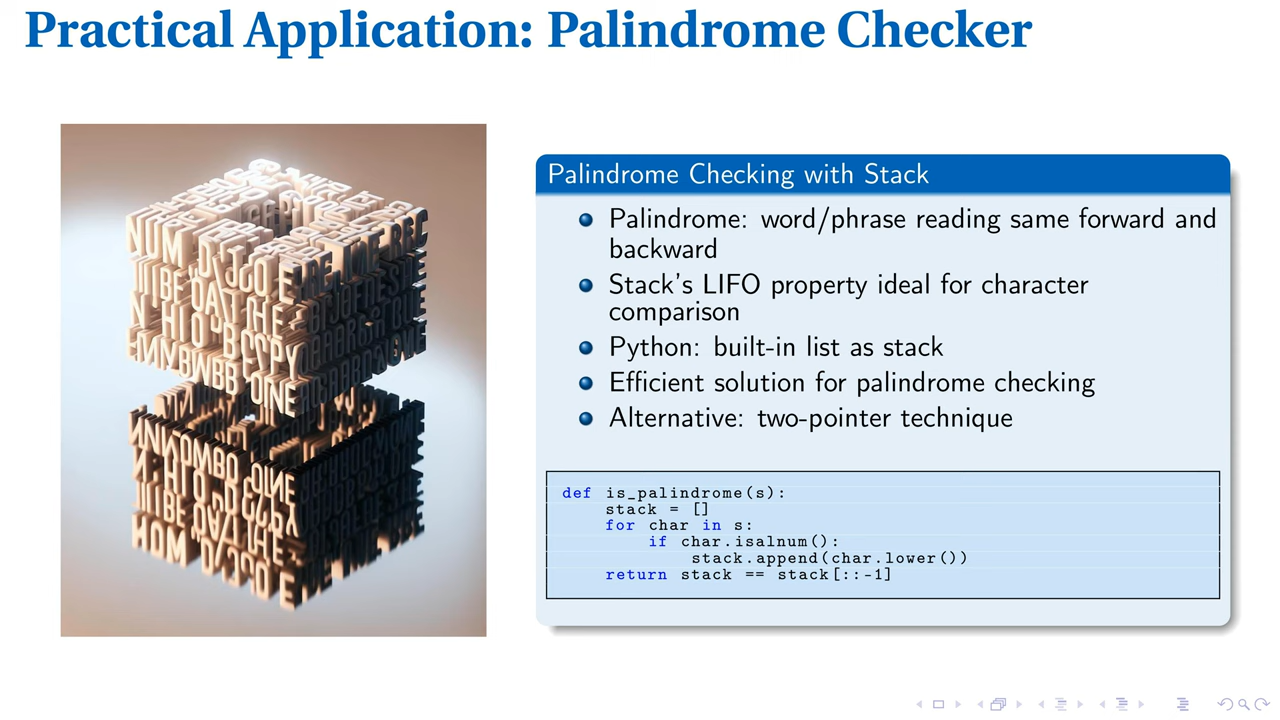 Practical Application: Palindrome Checker
Palindrome Checking with Stack
Palindrome: word/phrase reading same forward and
backward
Stack's LIFO property ideal for character
comparison
Python: built-in list as stack
Efficient solution for palindrome checking
Alternative: two-pointer technique
def is_palindrome(s):
    stack = []
    for char in s:
        if char.isalnum():
            stack.append(char.lower())
    return stack == stack[::-1]